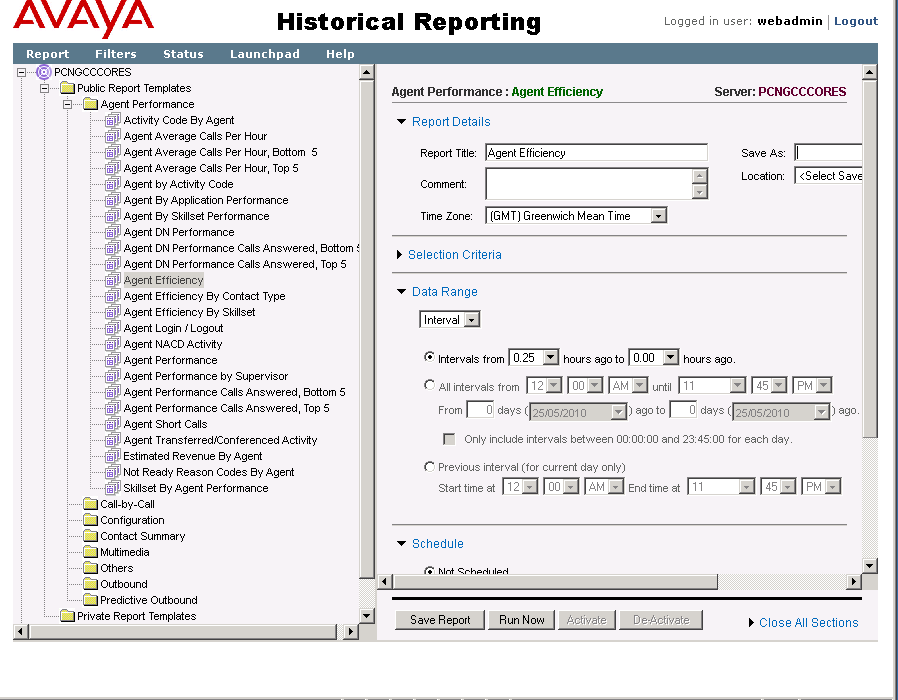 AVAYA
Historical Reporting
Logged in user: webadmin | Logout
Report Filters Status Launchpad Help
PCNGCCCORES
Public Report Templates
Agent Performance
Activity Code By Agent
Agent Average Calls Per Hour
Agent Average Calls Per Hour, Bottom 5
Agent Average Calls Per Hour, Top 5
Agent by Activity Code
Agent By Application Performance
Agent By Skillset Performance
Agent DN Performance
Agent DN Performance Calls Answered, Bottom 5
Agent DN Performance Calls Answered, Top 5
Agent Efficiency
Agent Efficiency By Contact Type
Agent Efficiency By Skillset
Agent Login / Logout
Agent NACD Activity
Agent Performance
Agent Performance by Supervisor
Agent Performance Calls Answered, Bottom 5
Agent Performance Calls Answered, Top 5
Agent Short Calls
Agent Transferred/Conferenced Activity
Estimated Revenue By Agent
Not Ready Reason Codes By Agent
Skillset By Agent Performance
Call-by-Call
Configuration
Contact Summary
Multimedia
Others
Outbound
Predictive Outbound
Private Report Templates
Agent Performance : Agent Efficiency Server: PCNGCCCORES
Report Details
Report Title: Agent Efficiency Save As:
Comment: Location: <Select Save
Time Zone: (GMT) Greenwich Mean Time
Selection Criteria
Data Range
Interval
Intervals from 0.25 hours ago to 0.00 hours ago.
All intervals from 12 00 AM until 11 45 PM
From 0 days ( 25/05/2010 ) ago to 0 days ( 25/05/2010 ) ago.
Only include intervals between 00:00:00 and 23:45:00 for each day.
Previous interval (for current day only)
Start time at 12 00 AM End time at 11 45 PM
Schedule
Not Scheduled
Save Report Run Now Activate De-Activate Close All Sections